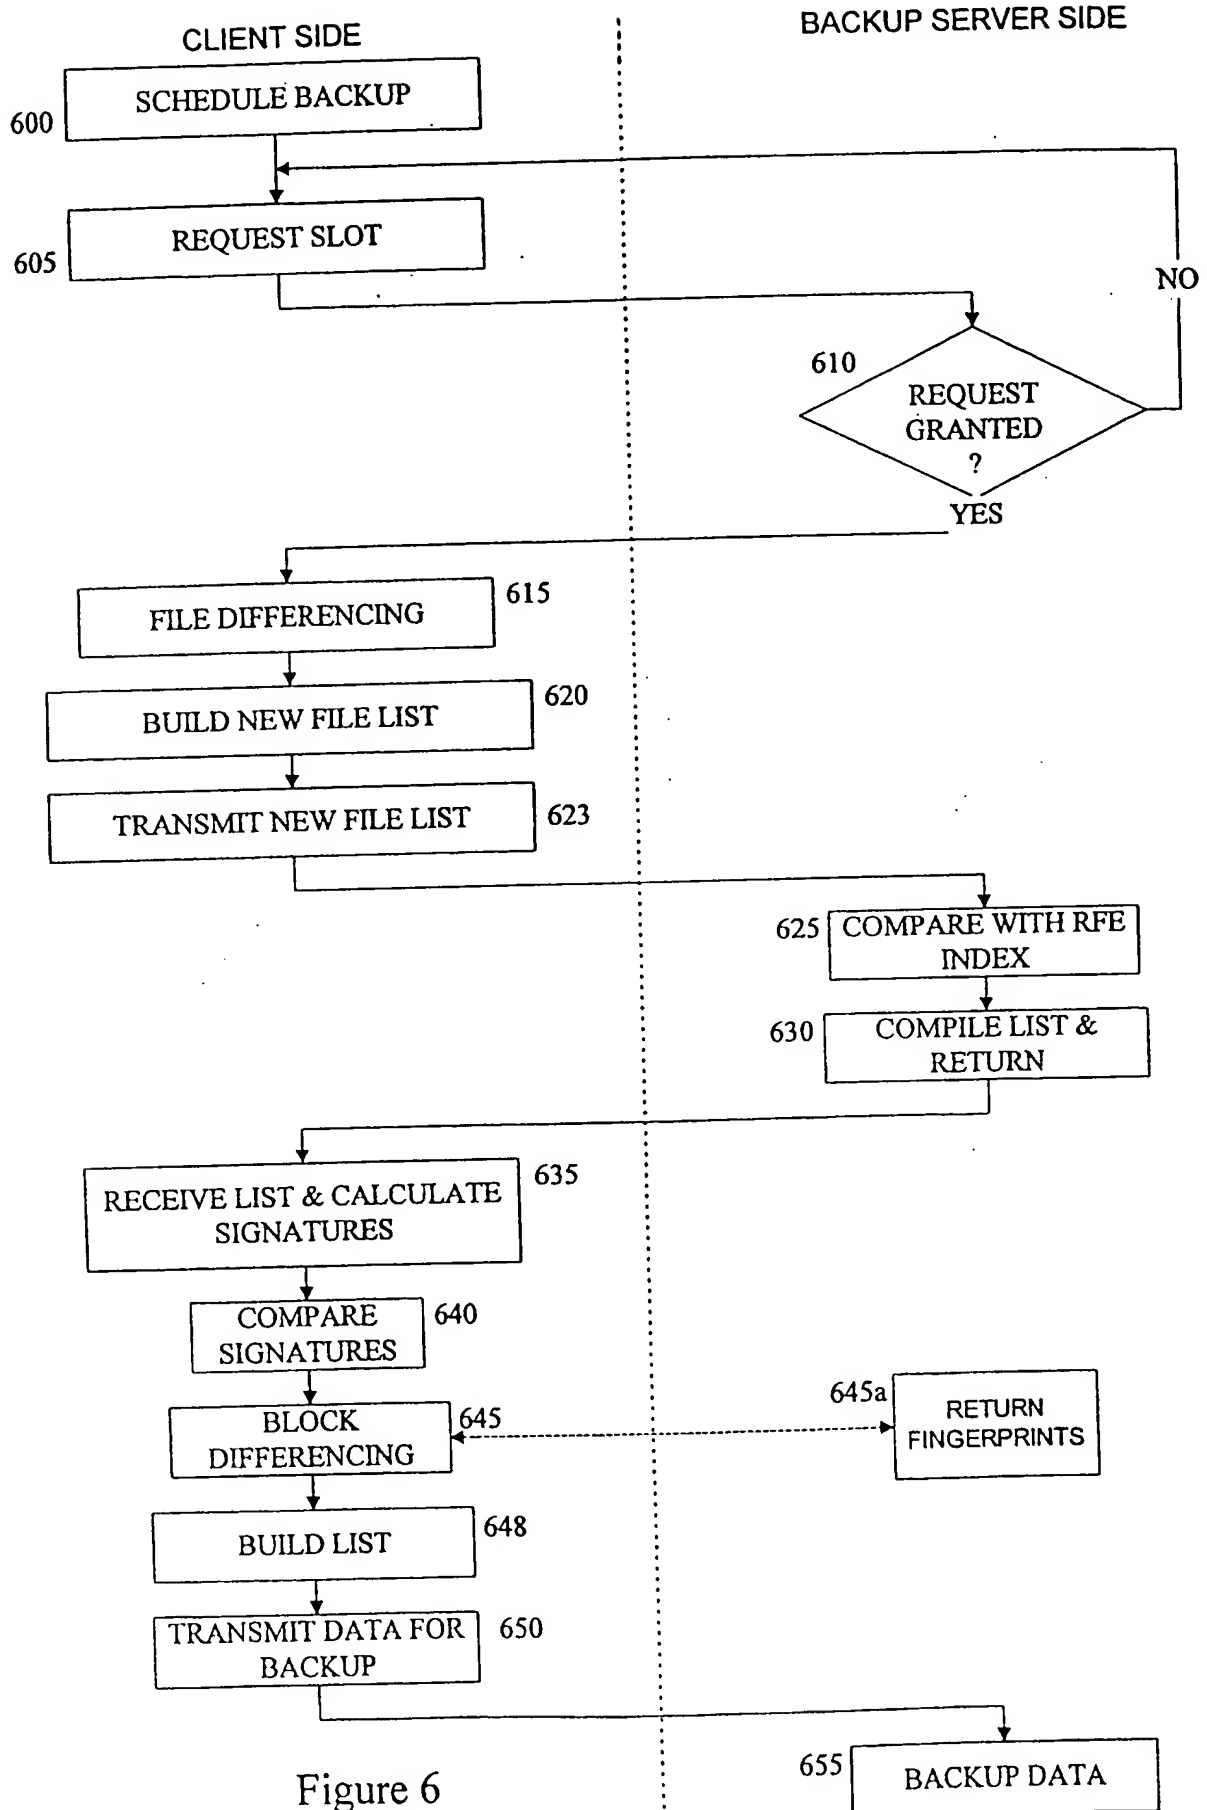 CLIENT SIDE
BACKUP SERVER SIDE
SCHEDULE BACKUP
600
REQUEST SLOT
605
NO
610
REQUEST
GRANTED
?
YES
FILE DIFFERENCING
615
BUILD NEW FILE LIST
620
TRANSMIT NEW FILE LIST
623
625
COMPARE WITH RFE
INDEX
630
COMPILE LIST &
RETURN
RECEIVE LIST & CALCULATE
SIGNATURES
635
COMPARE
SIGNATURES
640
BLOCK
DIFFERENCING
645
645a
RETURN
FINGERPRINTS
BUILD LIST
648
TRANSMIT DATA FOR
BACKUP
650
655
BACKUP DATA
Figure 6